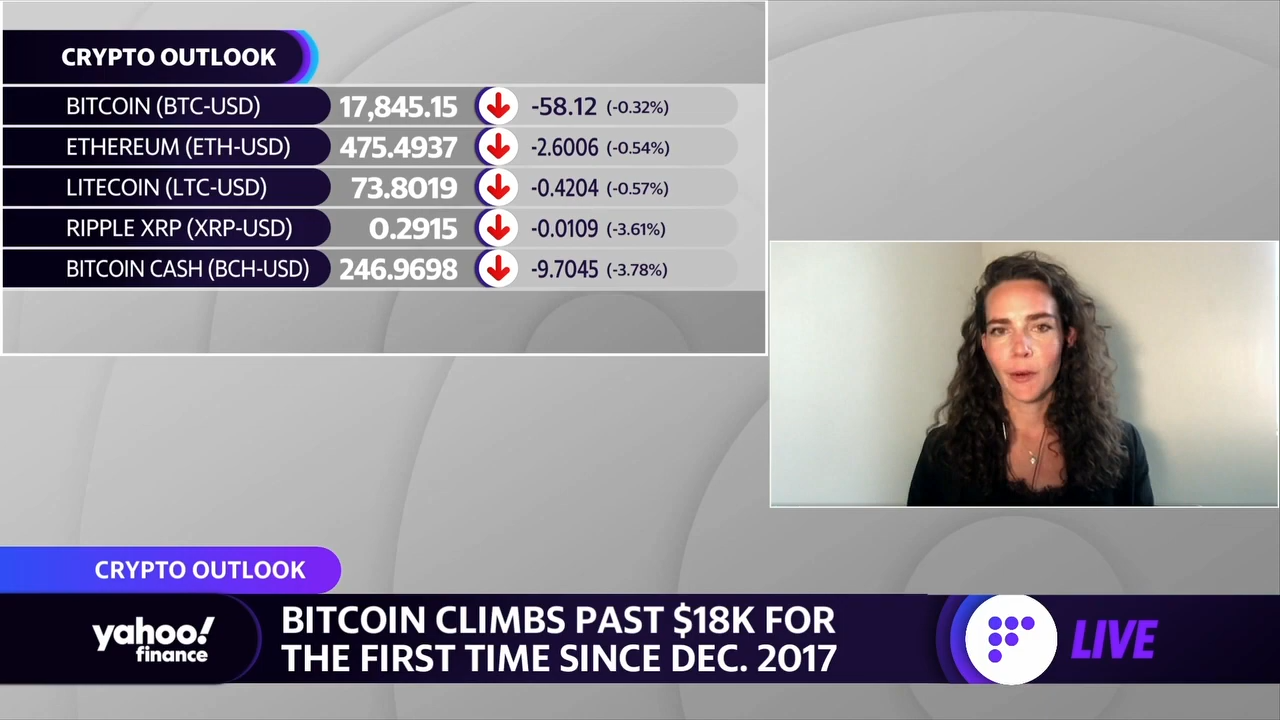 CRYPTO OUTLOOK
BITCOIN (BTC-USD) 17,845.15 -58.12 (-0.32%)
ETHEREUM (ETH-USD) 475.4937 -2.6006 (-0.54%)
LITECOIN (LTC-USD) 73.8019 -0.4204 (-0.57%)
RIPPLE XRP (XRP-USD) 0.2915 -0.0109 (-3.61%)
BITCOIN CASH (BCH-USD) 246.9698 -9.7045 (-3.78%)
CRYPTO OUTLOOK
yahoo!
finance
BITCOIN CLIMBS PAST $18K FOR
THE FIRST TIME SINCE DEC. 2017
LIVE